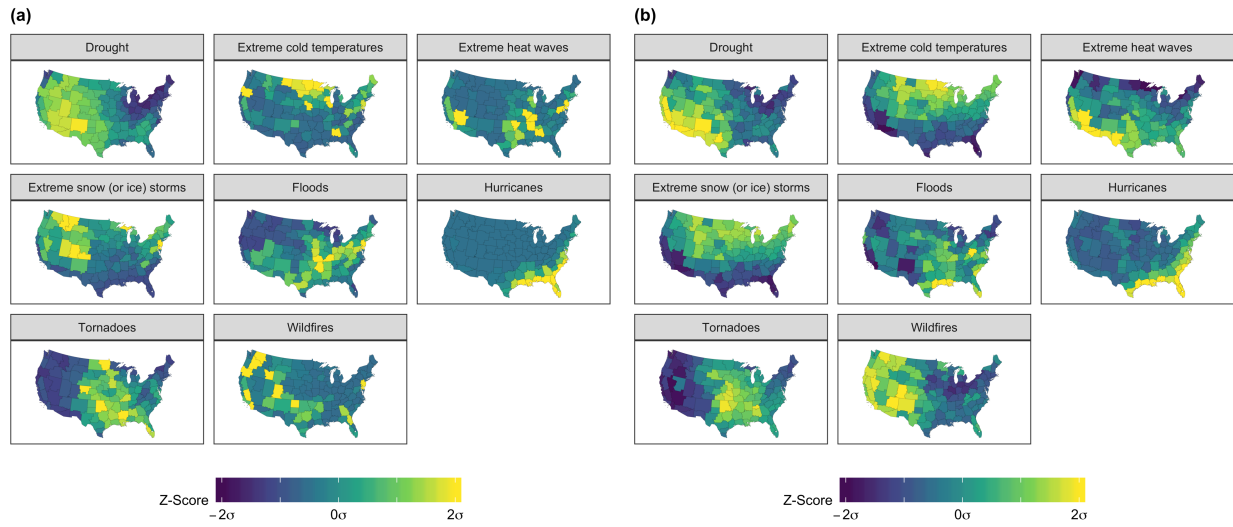 (a)
Drought
Extreme cold temperatures
Extreme heat waves
Extreme snow (or ice) storms
Floods
Hurricanes
Tornadoes
Wildfires
Z-Score
−2σ 0σ 2σ
(b)
Drought
Extreme cold temperatures
Extreme heat waves
Extreme snow (or ice) storms
Floods
Hurricanes
Tornadoes
Wildfires
Z-Score
−2σ 0σ 2σ